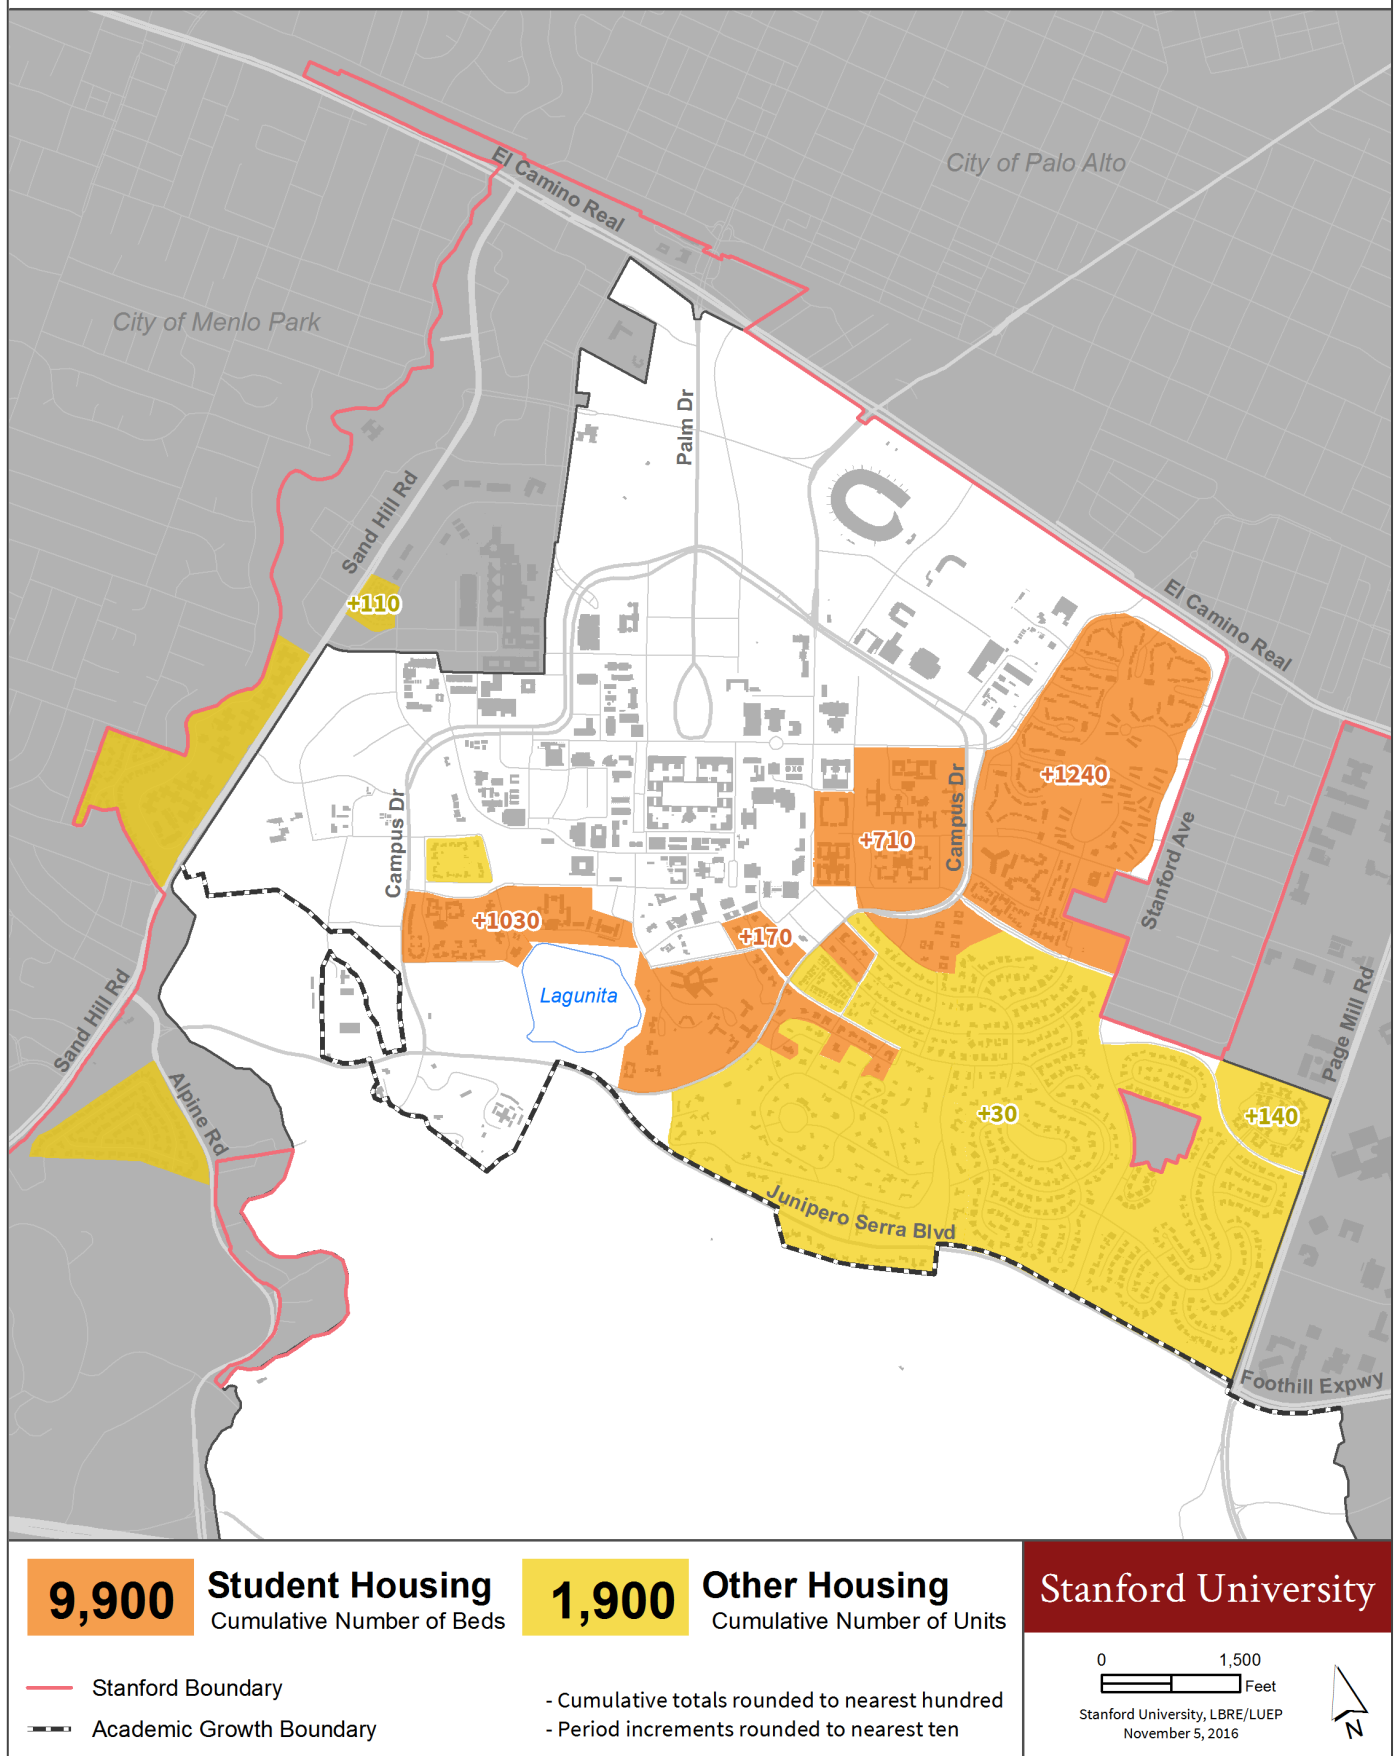 City of Palo Alto
El Camino Real
City of Menlo Park
Palm Dr
Sand Hill Rd
+110
El Camino Real
+1240
Campus Dr
Campus Dr
+710
Stanford Ave
+1030
+170
Lagunita
Sand Hill Rd
Page Mill Rd
Alpine Rd
+30
+140
Junipero Serra Blvd
Foothill Expwy
9,900
Student Housing
Cumulative Number of Beds
1,900
Other Housing
Cumulative Number of Units
Stanford Boundary
Academic Growth Boundary
- Cumulative totals rounded to nearest hundred
- Period increments rounded to nearest ten
Stanford University
0 1,500
Feet
Stanford University, LBRE/LUEP
November 5, 2016
N